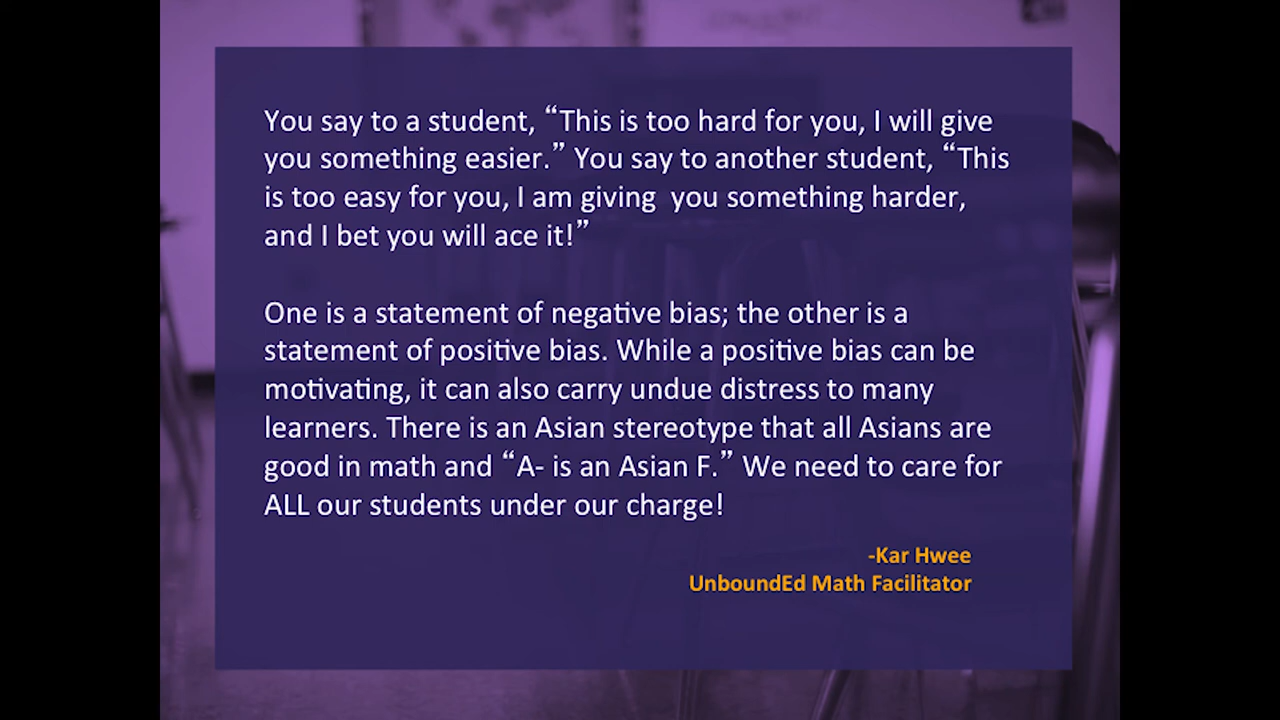 You say to a student, “This is too hard for you, I will give
you something easier.” You say to another student, “This
is too easy for you, I am giving  you something harder,
and I bet you will ace it!”
One is a statement of negative bias; the other is a
statement of positive bias. While a positive bias can be
motivating, it can also carry undue distress to many
learners. There is an Asian stereotype that all Asians are
good in math and “A- is an Asian F.” We need to care for
ALL our students under our charge!
-Kar Hwee
UnboundEd Math Facilitator